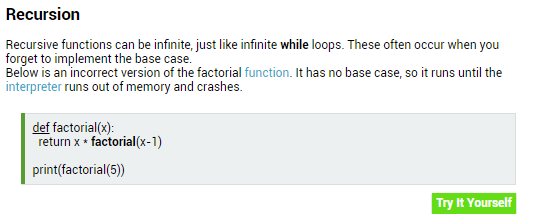 Recursion
Recursive functions can be infinite, just like infinite while loops. These often occur when you
forget to implement the base case.
Below is an incorrect version of the factorial function. It has no base case, so it runs until the
interpreter runs out of memory and crashes.
def factorial(x):
  return x * factorial(x-1)
print(factorial(5))
Try It Yourself